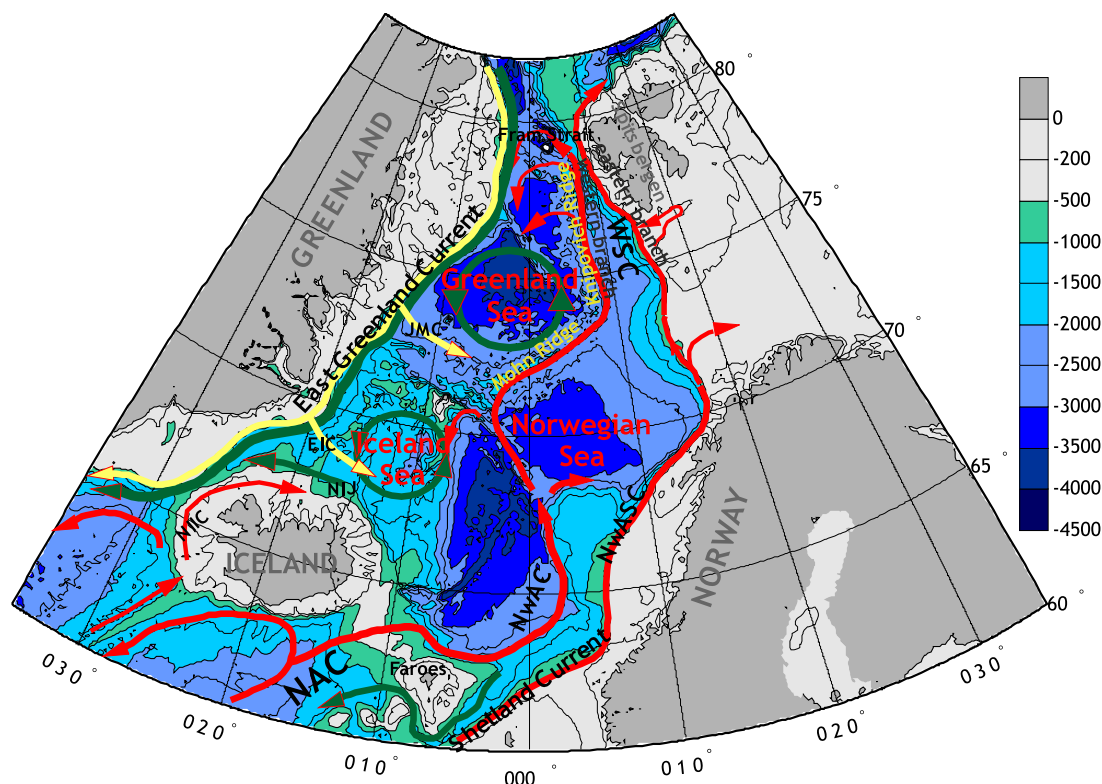 80°
0
-200
-500
-1000
-1500
-2000
-2500
-3000
-3500
-4000
-4500
GREENLAND
Fram Strait
Spitsbergen
eastern branch
western branch
Knipovich Ridge
WSC
75
East Greenland Current
Greenland
Sea
JMC
Mohn Ridge
70°
EIC
Iceland
Sea
Norwegian
Sea
65°
NIJ
NIIC
ICELAND
NwASC
NORWAY
NwAC
60°
NAC
Faroes
Shetland Current
030°
020°
010°
000°
010°
020°
030°